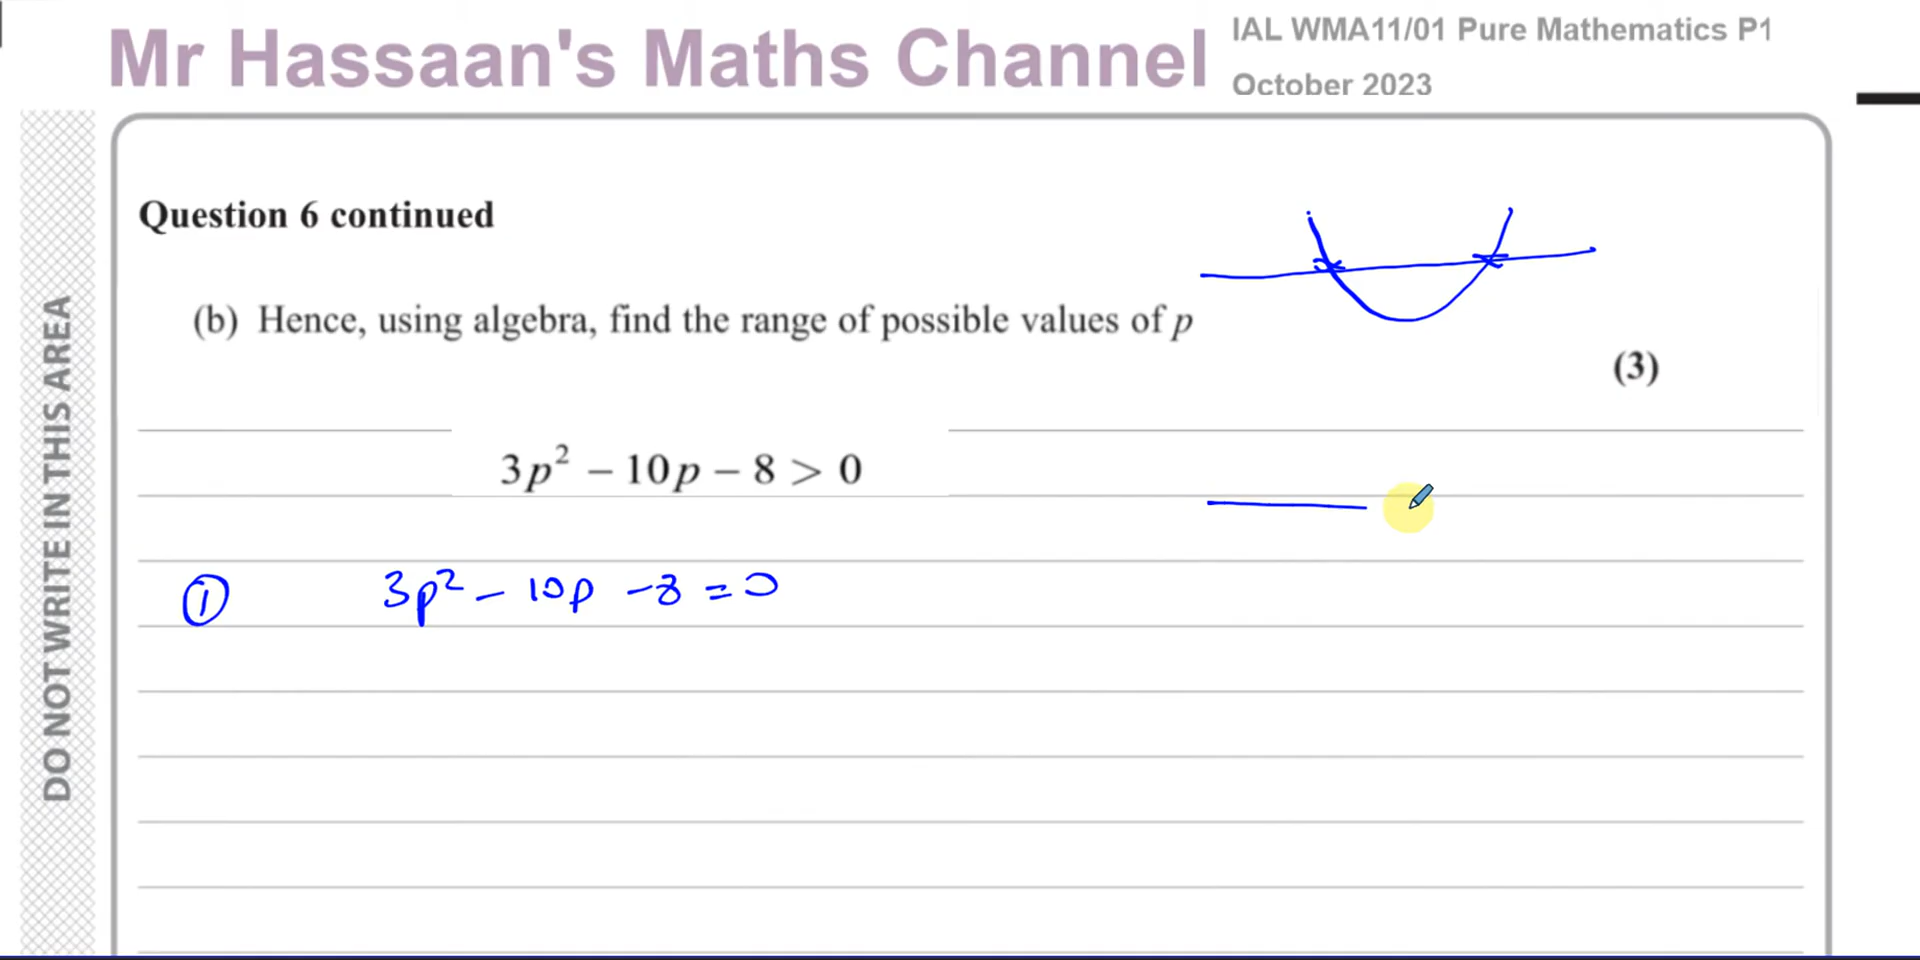 Mr Hassaan's Maths Channel
IAL WMA11/01 Pure Mathematics P1
October 2023
DO NOT WRITE IN THIS AREA
Question 6 continued
(b) Hence, using algebra, find the range of possible values of p
(3)
3p² − 10p − 8 > 0
① 3p² − 10p − 8 = 0